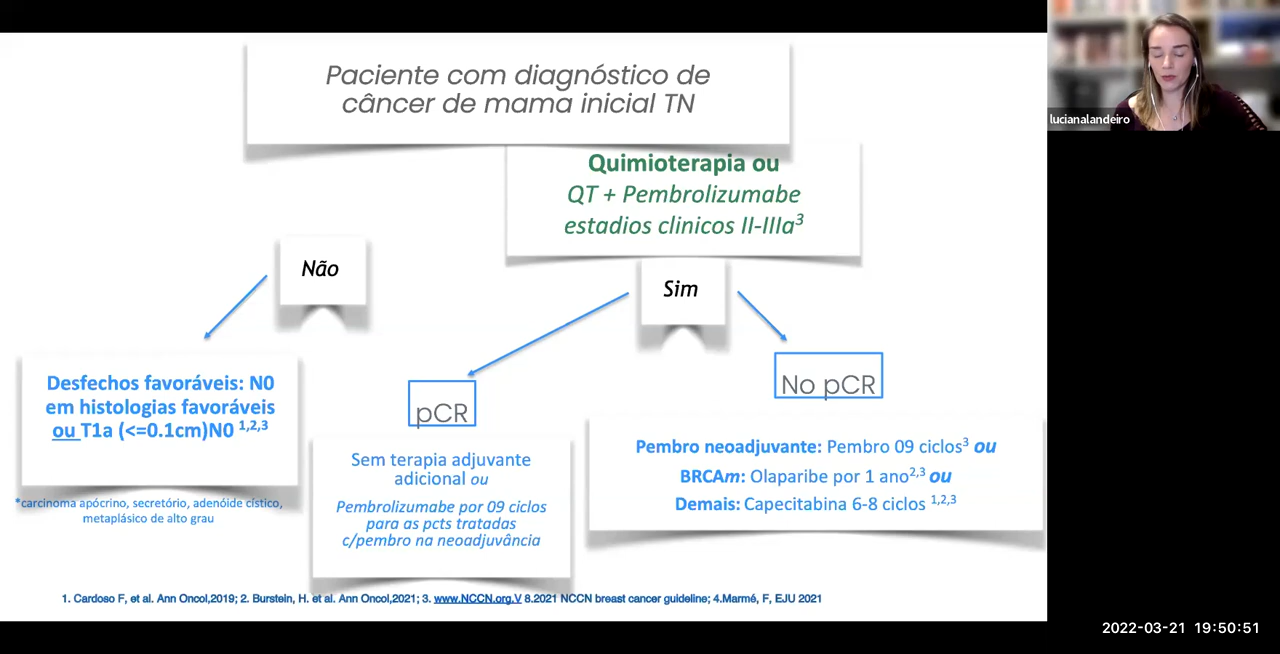 Paciente com diagnóstico de
câncer de mama inicial TN
lucianalandeiro
Quimioterapia ou
QT + Pembrolizumabe
estadios clinicos II-IIIa³
Não
Sim
Desfechos favoráveis: N0
em histologias favoráveis
ou T1a (<=0.1cm)N0 ¹,²,³
*carcinoma apócrino, secretório, adenóide cístico,
metaplásico de alto grau
pCR
Sem terapia adjuvante
adicional ou
Pembrolizumabe por 09 ciclos
para as pcts tratadas
c/pembro na neoadjuvância
No pCR
Pembro neoadjuvante: Pembro 09 ciclos³ ou
BRCAm: Olaparibe por 1 ano²,³ ou
Demais: Capecitabina 6-8 ciclos ¹,²,³
1. Cardoso F, et al. Ann Oncol,2019; 2. Burstein, H. et al. Ann Oncol,2021; 3. www.NCCN.org.V 8.2021 NCCN breast cancer guideline; 4.Marmé, F, EJU 2021
2022-03-21 19:50:51